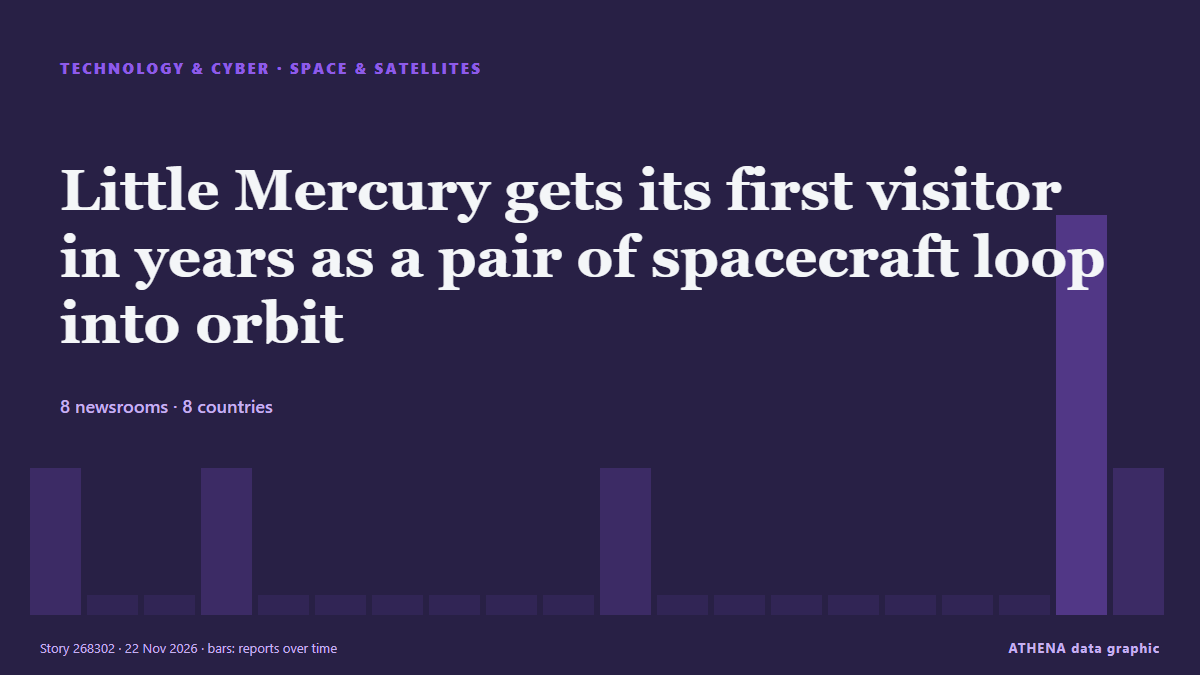 TECHNOLOGY & CYBER · SPACE & SATELLITES
Little Mercury gets its first visitor
in years as a pair of spacecraft loop
into orbit
8 newsrooms · 8 countries
Story 268302 · 22 Nov 2026 · bars: reports over time
ATHENA data graphic